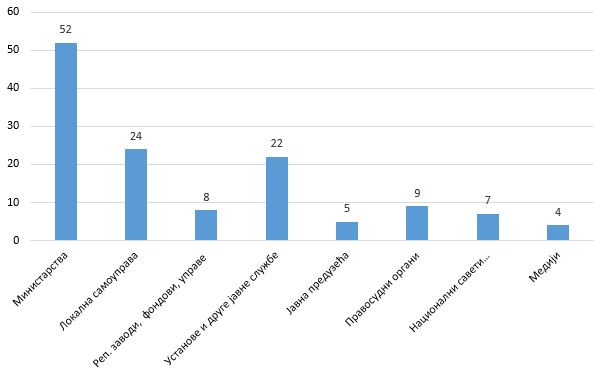 60
50
40
30
20
10
0
52
24
8
22
5
9
7
4
Министарства
Локална самоуправа
Реп. заводи, фондови, управе
Установе и друге јавне службе
Јавна предузећа
Правосудни органи
Национални савети...
Медији